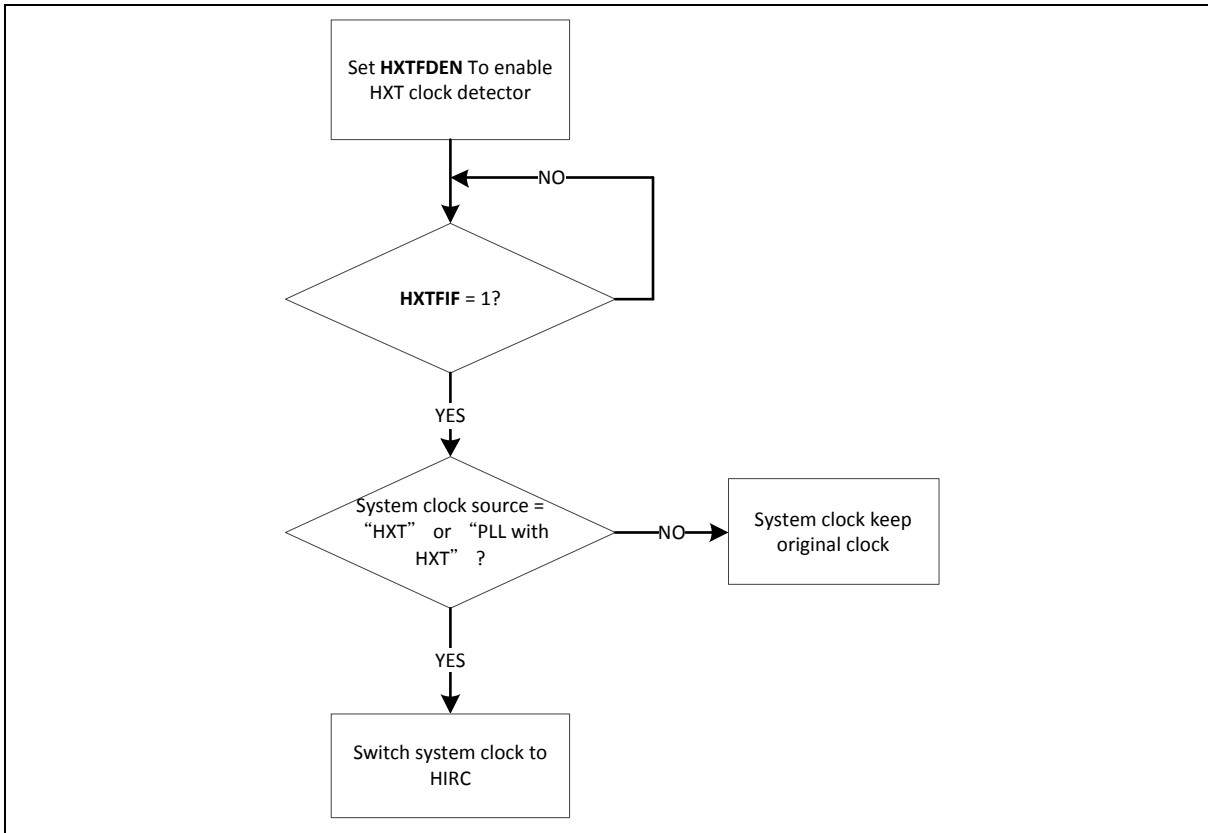 Set HXTFDEN To enable
HXT clock detector
NO
HXTFIF = 1?
YES
System clock source =
“HXT” or “PLL with
HXT” ?
NO
System clock keep
original clock
YES
Switch system clock to
HIRC